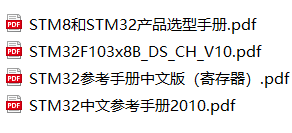 STM8和STM32产品选型手册.pdf
STM32F103x8B_DS_CH_V10.pdf
STM32参考手册中文版（寄存器）.pdf
STM32中文参考手册2010.pdf